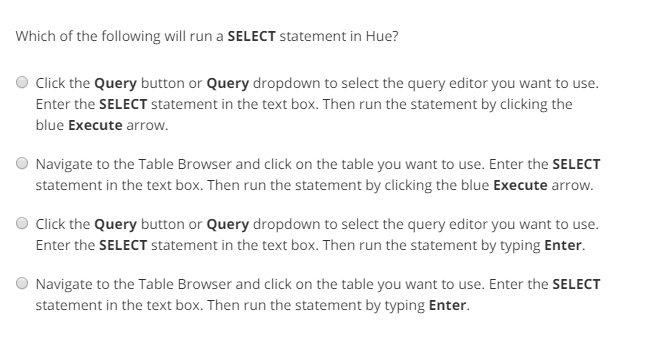 Which of the following will run a SELECT statement in Hue?
Click the Query button or Query dropdown to select the query editor you want to use.
Enter the SELECT statement in the text box. Then run the statement by clicking the
blue Execute arrow.
Navigate to the Table Browser and click on the table you want to use. Enter the SELECT
statement in the text box. Then run the statement by clicking the blue Execute arrow.
Click the Query button or Query dropdown to select the query editor you want to use.
Enter the SELECT statement in the text box. Then run the statement by typing Enter.
Navigate to the Table Browser and click on the table you want to use. Enter the SELECT
statement in the text box. Then run the statement by typing Enter.